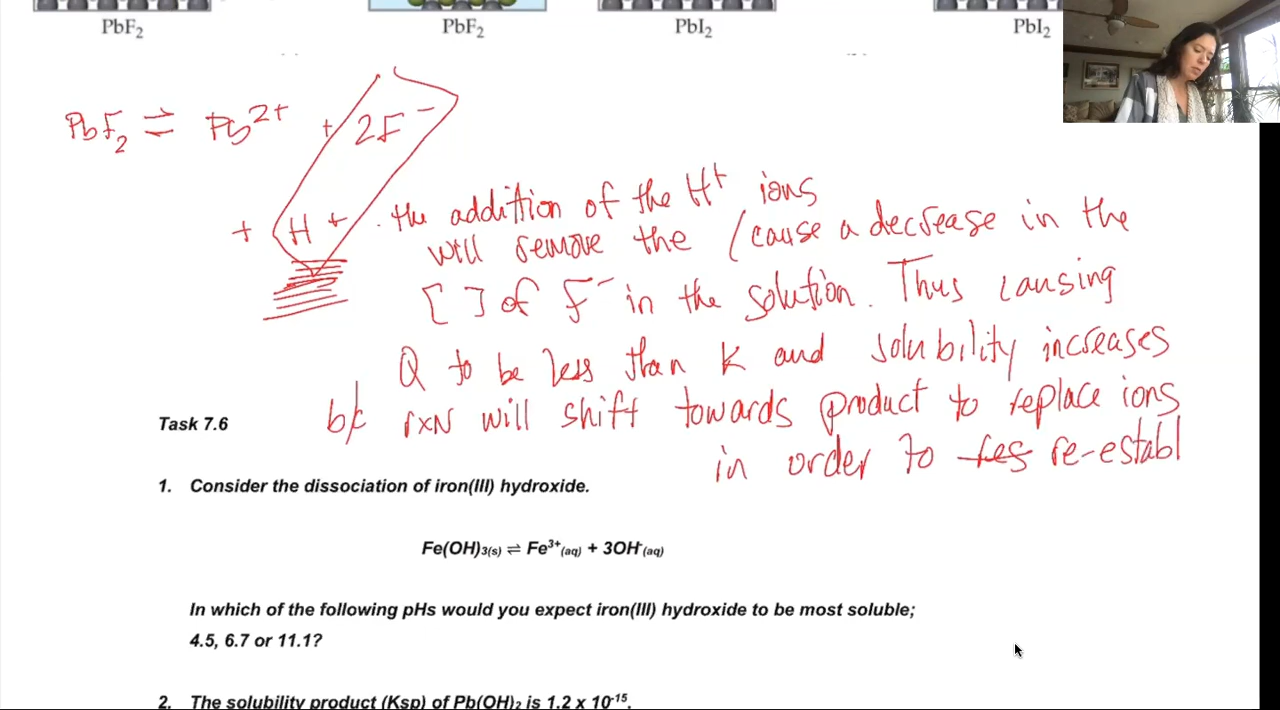 PbF2 PbF2 PbI2 PbI2
PbF2 ⇌ Pb2+ + 2F-
+ H+ . the addition of the H+ ions
will remove the /cause a decrease in the
[ ] of F- in the solution. Thus causing
Q to be less than K and solubility increases
b/c rxN will shift towards product to replace ions
in order to res re-establ
Task 7.6
1. Consider the dissociation of iron(III) hydroxide.
Fe(OH)3(s) ⇌ Fe3+(aq) + 3OH-(aq)
In which of the following pHs would you expect iron(III) hydroxide to be most soluble;
4.5, 6.7 or 11.1?
2. The solubility product (Ksp) of Pb(OH)2 is 1.2 x 10-15.